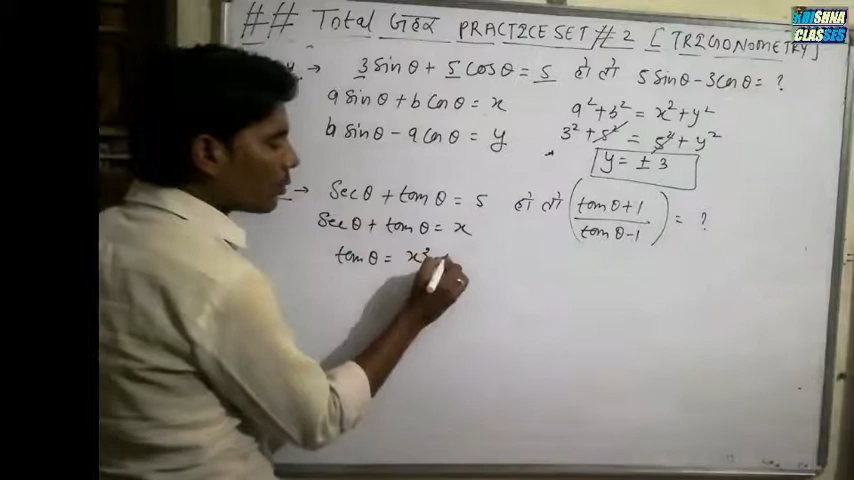 KRISHNA
CLASSES
## Total गदर PRACTICE SET # 2 [TRIGONOMETRY]
→ 3 sin θ + 5 cos θ = 5 हो तो 5 sin θ - 3 cos θ = ?
a sin θ + b cos θ = x a² + b² = x² + y²
b sin θ - a cos θ = y 3² + 5² = 5² + y²
y = ± 3
→ Sec θ + tan θ = 5 हो तो (tan θ + 1 / tan θ - 1) = ?
Sec θ + tan θ = x
tan θ = x²